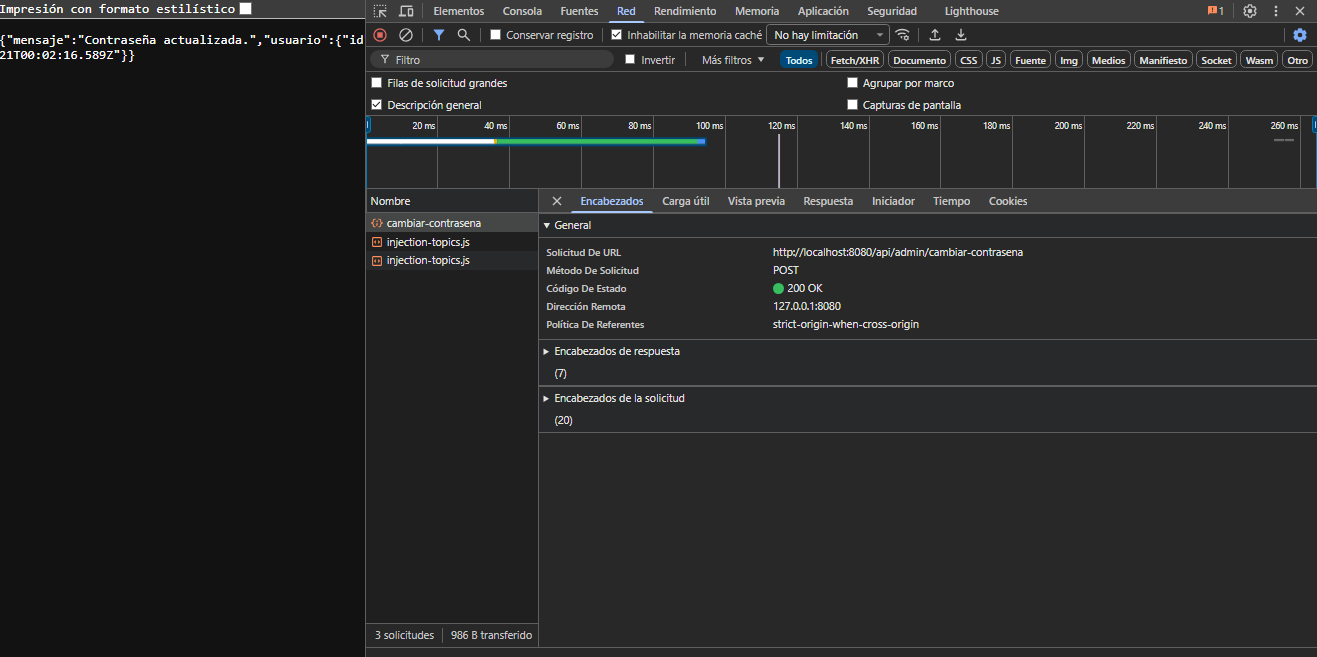 Impresión con formato estilístico
{"mensaje":"Contraseña actualizada.","usuario":{"id
21T00:02:16.589Z"}}
Elementos Consola Fuentes Red Rendimiento Memoria Aplicación Seguridad Lighthouse 1
Conservar registro Inhabilitar la memoria caché No hay limitación
Filtro Invertir Más filtros Todos Fetch/XHR Documento CSS JS Fuente Img Medios Manifiesto Socket Wasm Otro
Filas de solicitud grandes Agrupar por marco
Descripción general Capturas de pantalla
20 ms 40 ms 60 ms 80 ms 100 ms 120 ms 140 ms 160 ms 180 ms 200 ms 220 ms 240 ms 260 ms
Nombre
cambiar-contrasena
injection-topics.js
injection-topics.js
3 solicitudes 986 B transferido
Encabezados Carga útil Vista previa Respuesta Iniciador Tiempo Cookies
General
Solicitud De URL http://localhost:8080/api/admin/cambiar-contrasena
Método De Solicitud POST
Código De Estado 200 OK
Dirección Remota 127.0.0.1:8080
Política De Referentes strict-origin-when-cross-origin
Encabezados de respuesta
(7)
Encabezados de la solicitud
(20)